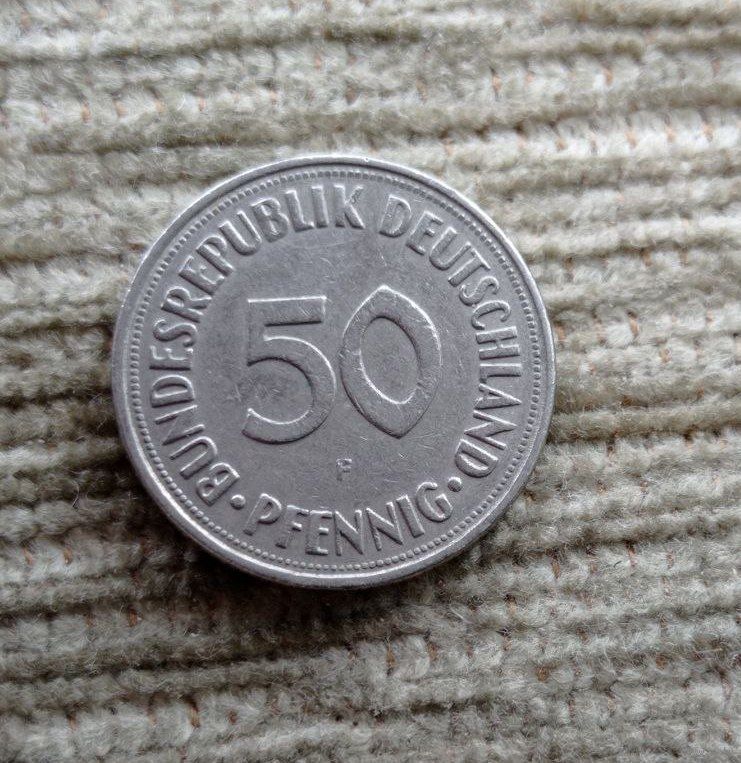 BUNDESREPUBLIK DEUTSCHLAND
50
F
· PFENNIG ·